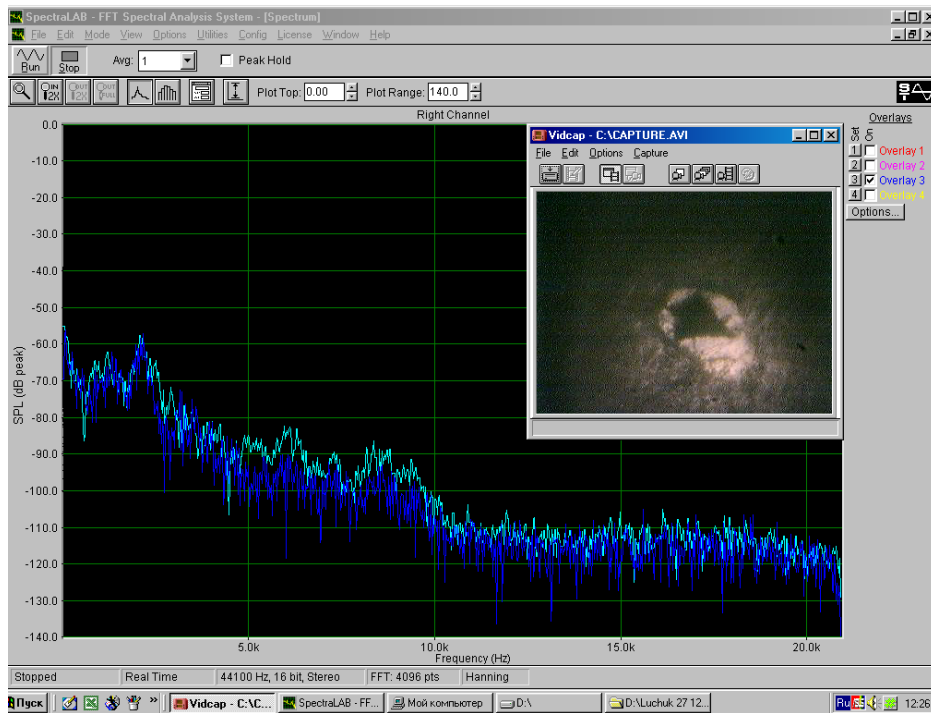 SpectraLAB - FFT Spectral Analysis System - [Spectrum]
File Edit Mode View Options Utilities Config License Window Help
Run Stop Avg: 1 Peak Hold
IN 2X OUT 2X OUT FULL Plot Top: 0.00 Plot Range: 140.0
Right Channel
Overlays
Set On
1 Overlay 1
2 Overlay 2
3 Overlay 3
4 Overlay 4
Options...
Vidcap - C:\CAPTURE.AVI
File Edit Options Capture
0.0
-10.0
-20.0
-30.0
-40.0
-50.0
-60.0
-70.0
-80.0
-90.0
-100.0
-110.0
-120.0
-130.0
-140.0
SPL (dB peak)
5.0k 10.0k 15.0k 20.0k
Frequency (Hz)
Stopped Real Time 44100 Hz, 16 bit, Stereo FFT: 4096 pts Hanning
Пуск » Vidcap - C:\C... SpectraLAB - FF... Мой компьютер D:\ D:\Luchuk 27 12... Ru 12:26